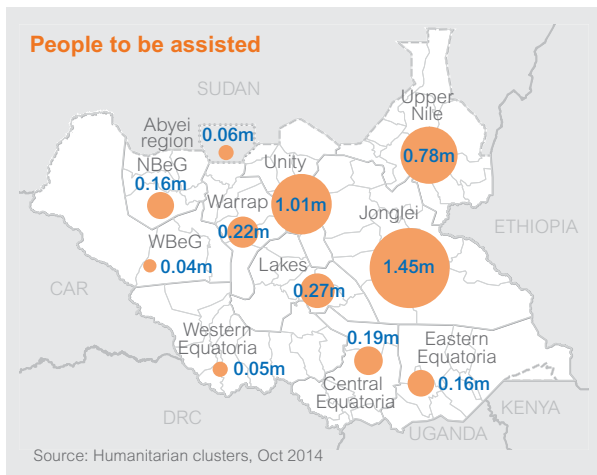 People to be assisted
SUDAN
Upper
Nile
0.78m
Abyei
region
0.06m
NBeG
0.16m
Unity
1.01m
Warrap
0.22m
Jonglei
1.45m
ETHIOPIA
WBeG
0.04m
Lakes
0.27m
CAR
Western
Equatoria
0.05m
0.19m
Central
Equatoria
Eastern
Equatoria
0.16m
KENYA
UGANDA
DRC
Source: Humanitarian clusters, Oct 2014